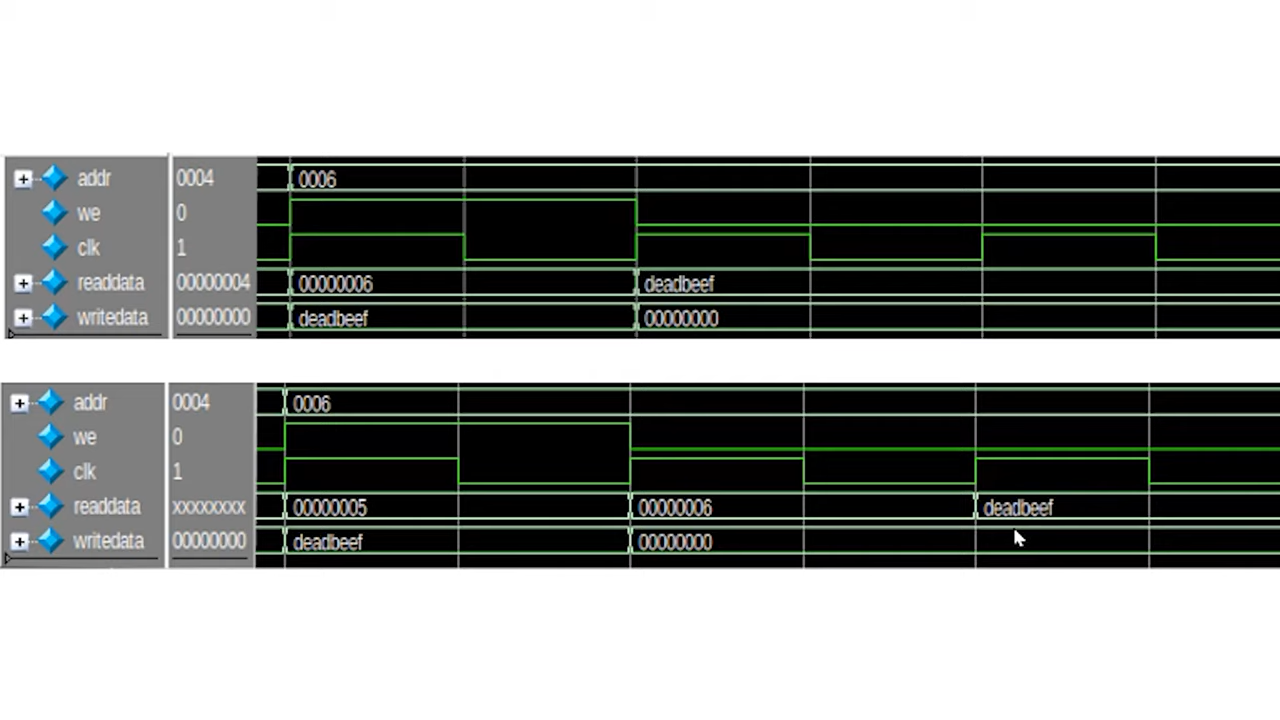 addr 0004 0006
we 0
clk 1
readdata 00000004 00000006 deadbeef
writedata 00000000 deadbeef 00000000
addr 0004 0006
we 0
clk 1
readdata xxxxxxxx 00000005 00000006 deadbeef
writedata 00000000 deadbeef 00000000